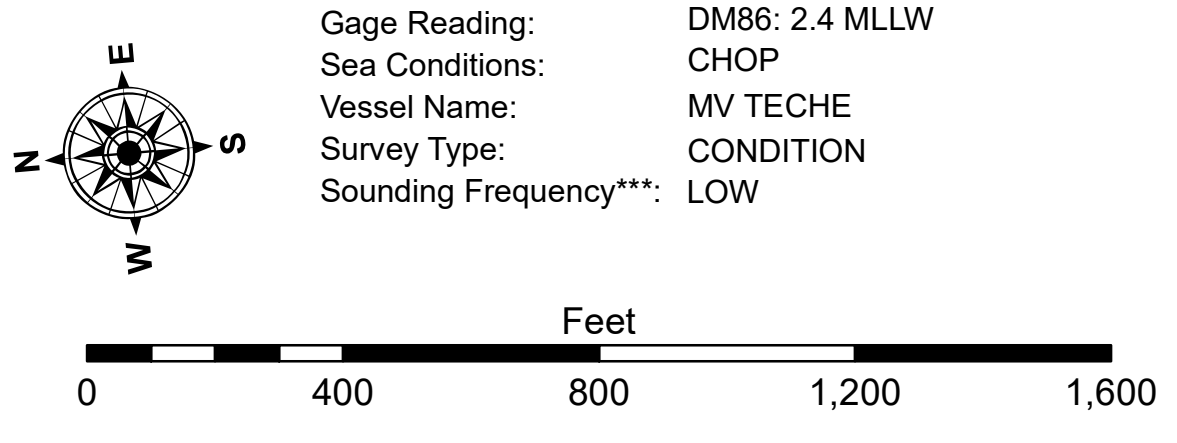 Gage Reading: DM86: 2.4 MLLW
Sea Conditions: CHOP
Vessel Name: MV TECHE
Survey Type: CONDITION
Sounding Frequency***: LOW
E
N
S
W
Feet
0 400 800 1,200 1,600